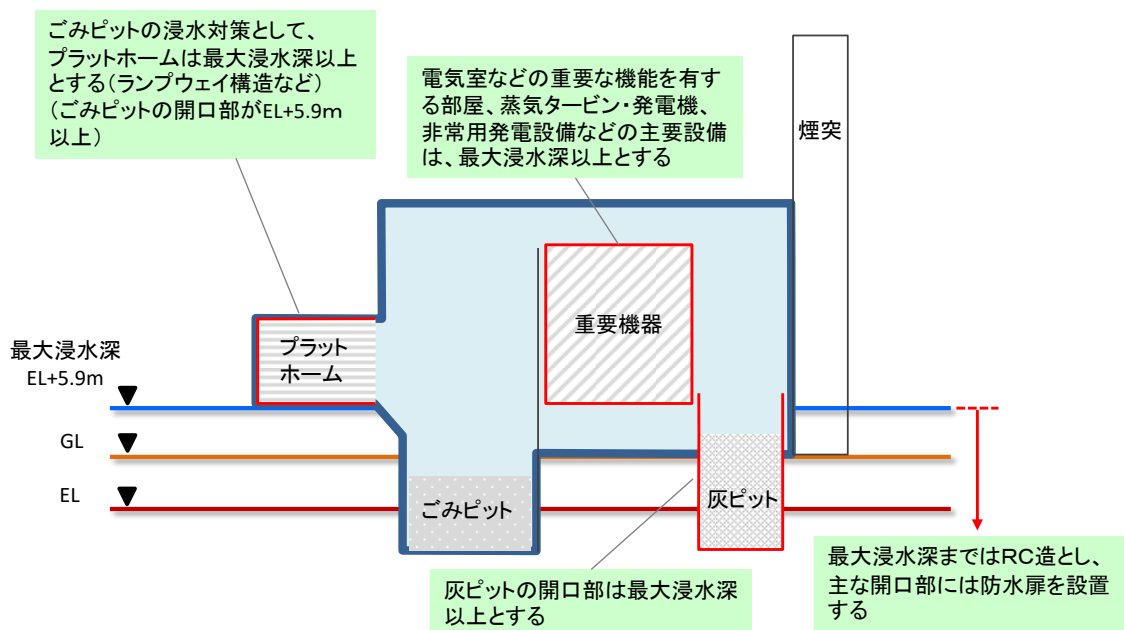 ごみピットの浸水対策として、
プラットホームは最大浸水深以上
とする(ランプウェイ構造など)
(ごみピットの開口部がEL+5.9m
以上)
電気室などの重要な機能を有す
る部屋、蒸気タービン・発電機、
非常用発電設備などの主要設備
は、最大浸水深以上とする
煙突
重要機器
プラット
ホーム
最大浸水深
EL+5.9m
GL
EL
ごみピット
灰ピット
灰ピットの開口部は最大浸水深
以上とする
最大浸水深まではRC造とし、
主な開口部には防水扉を設置
する